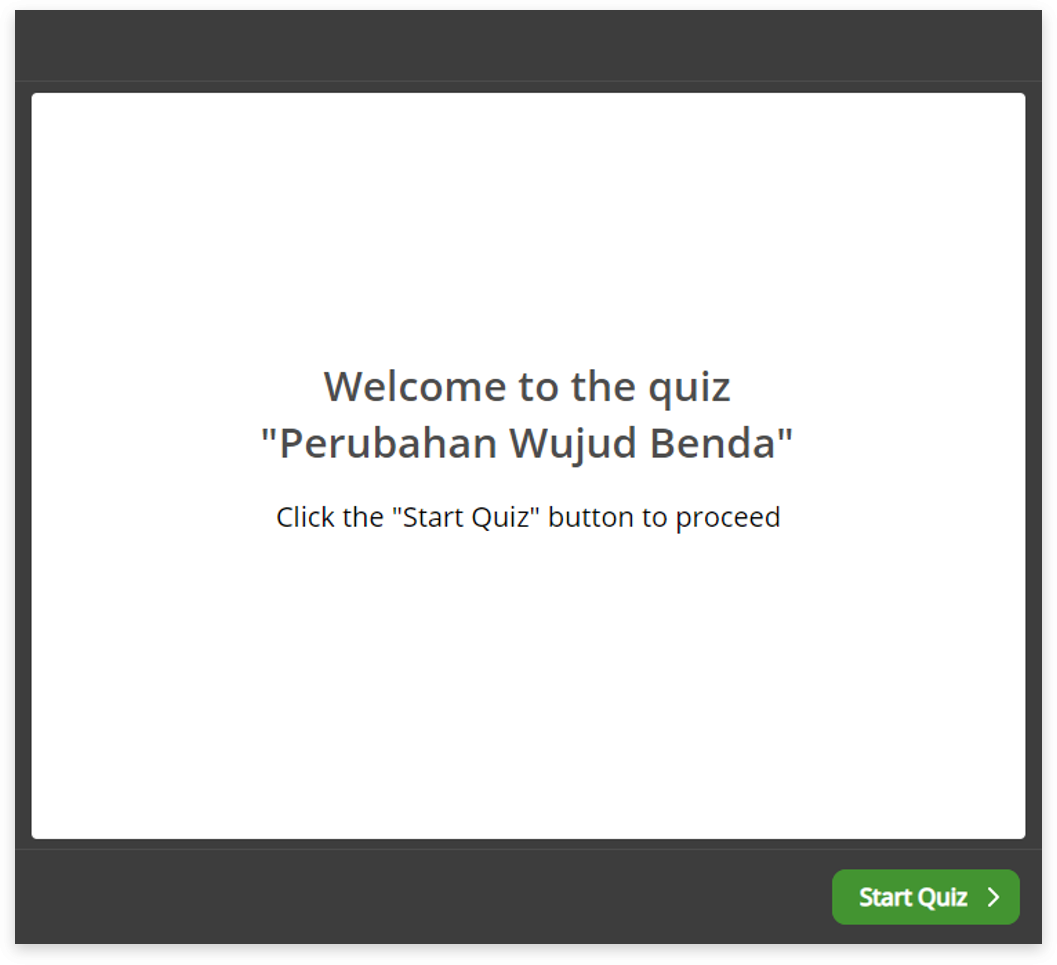 Welcome to the quiz
"Perubahan Wujud Benda"
Click the "Start Quiz" button to proceed
Start Quiz